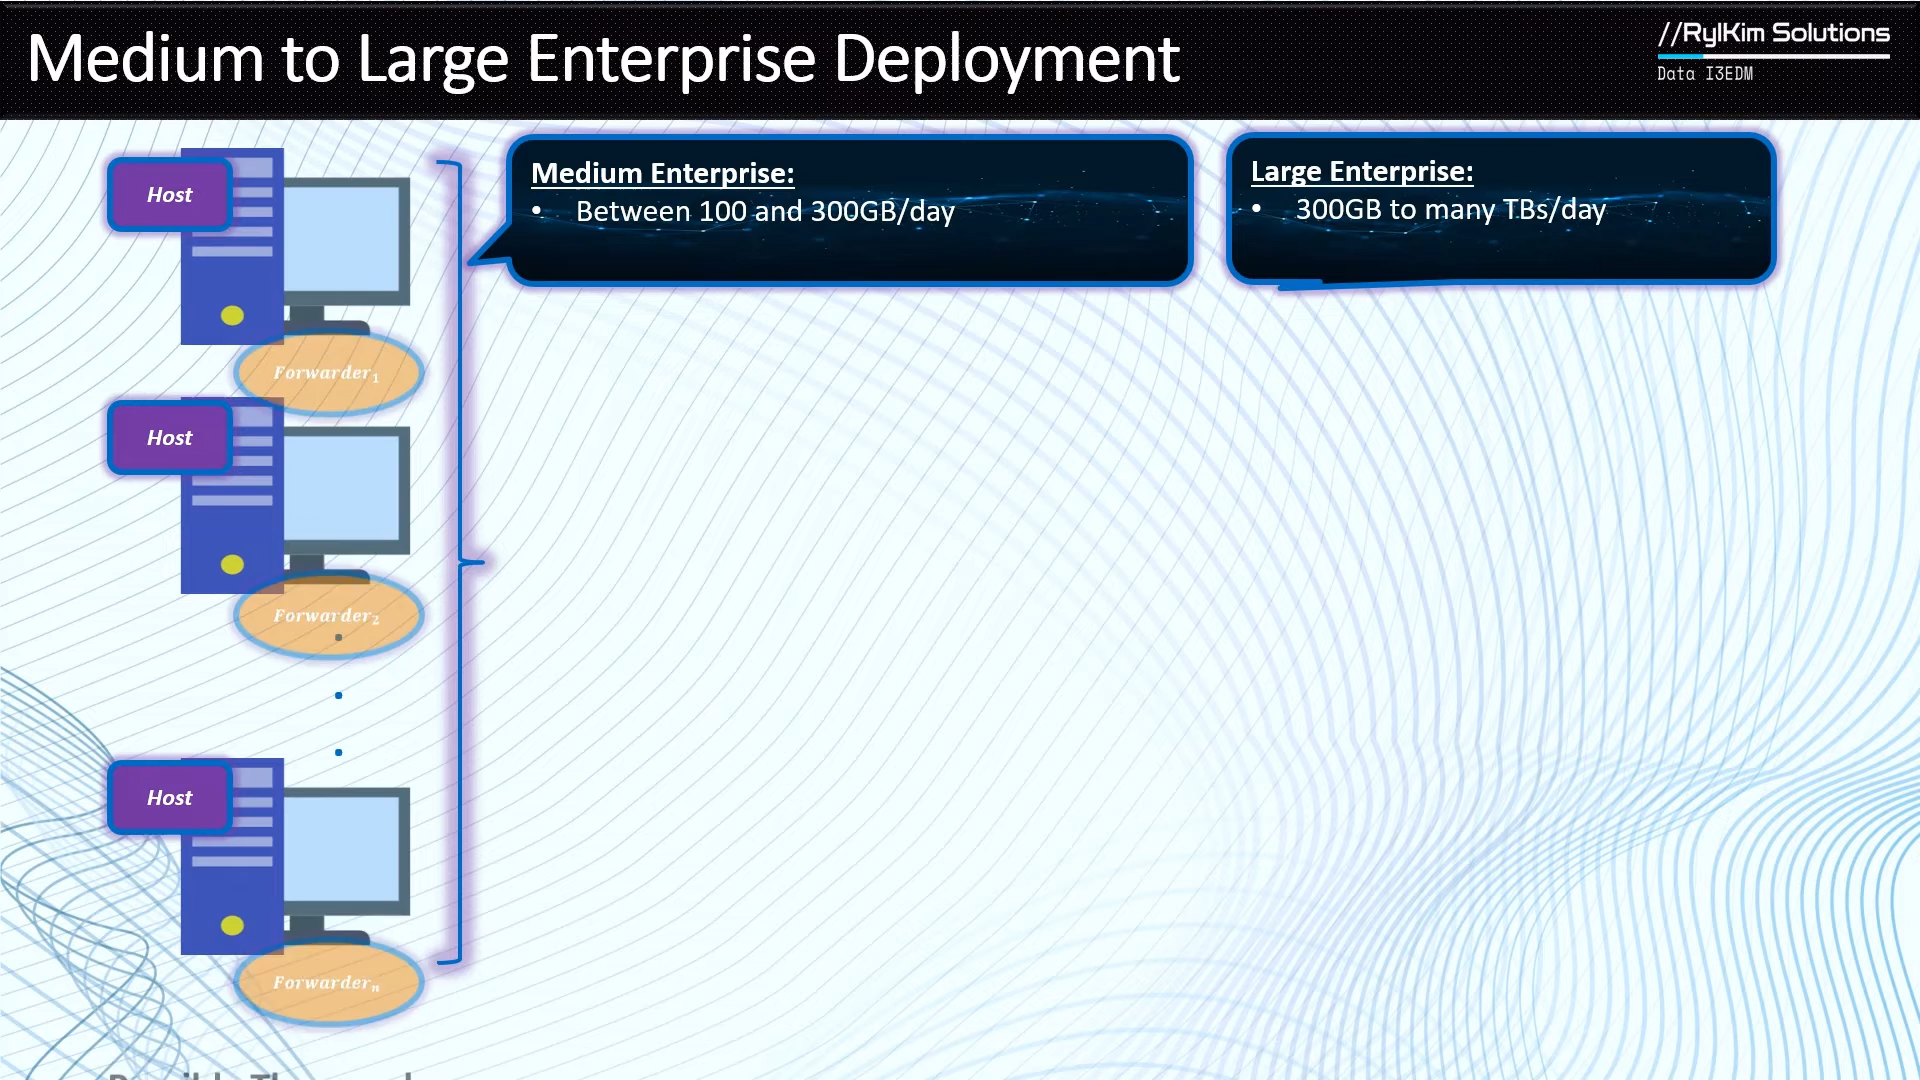 Medium to Large Enterprise Deployment
//RylKim Solutions
Data I3EDM
Medium Enterprise:
• Between 100 and 300GB/day
Large Enterprise:
• 300GB to many TBs/day
Host
Forwarder₁
Host
Forwarder₂
Host
Forwarderₙ